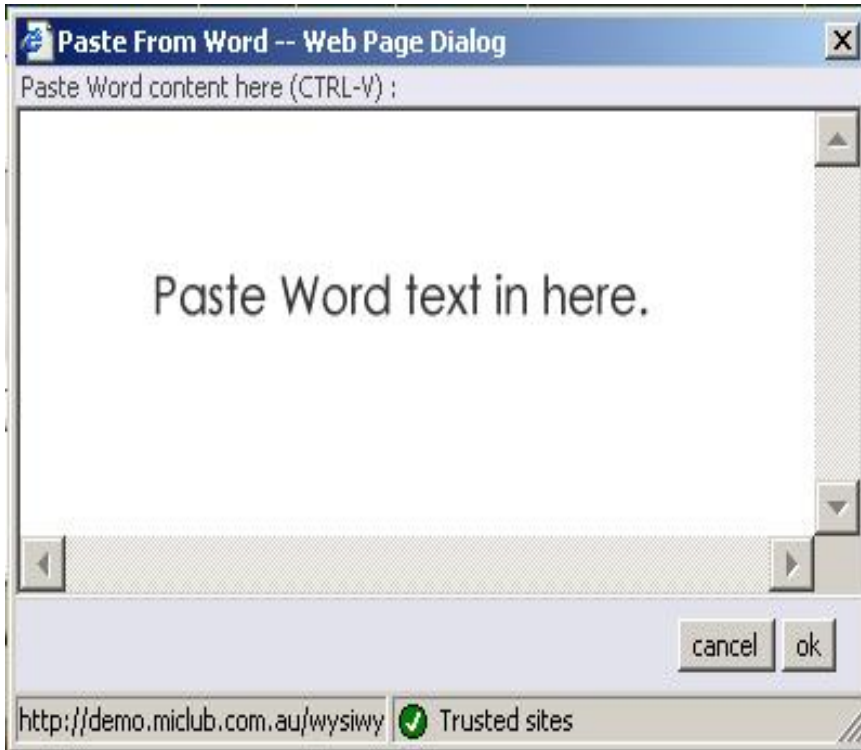 Paste From Word -- Web Page Dialog
Paste Word content here (CTRL-V) :
Paste Word text in here.
cancel ok
http://demo.miclub.com.au/wysiwy Trusted sites